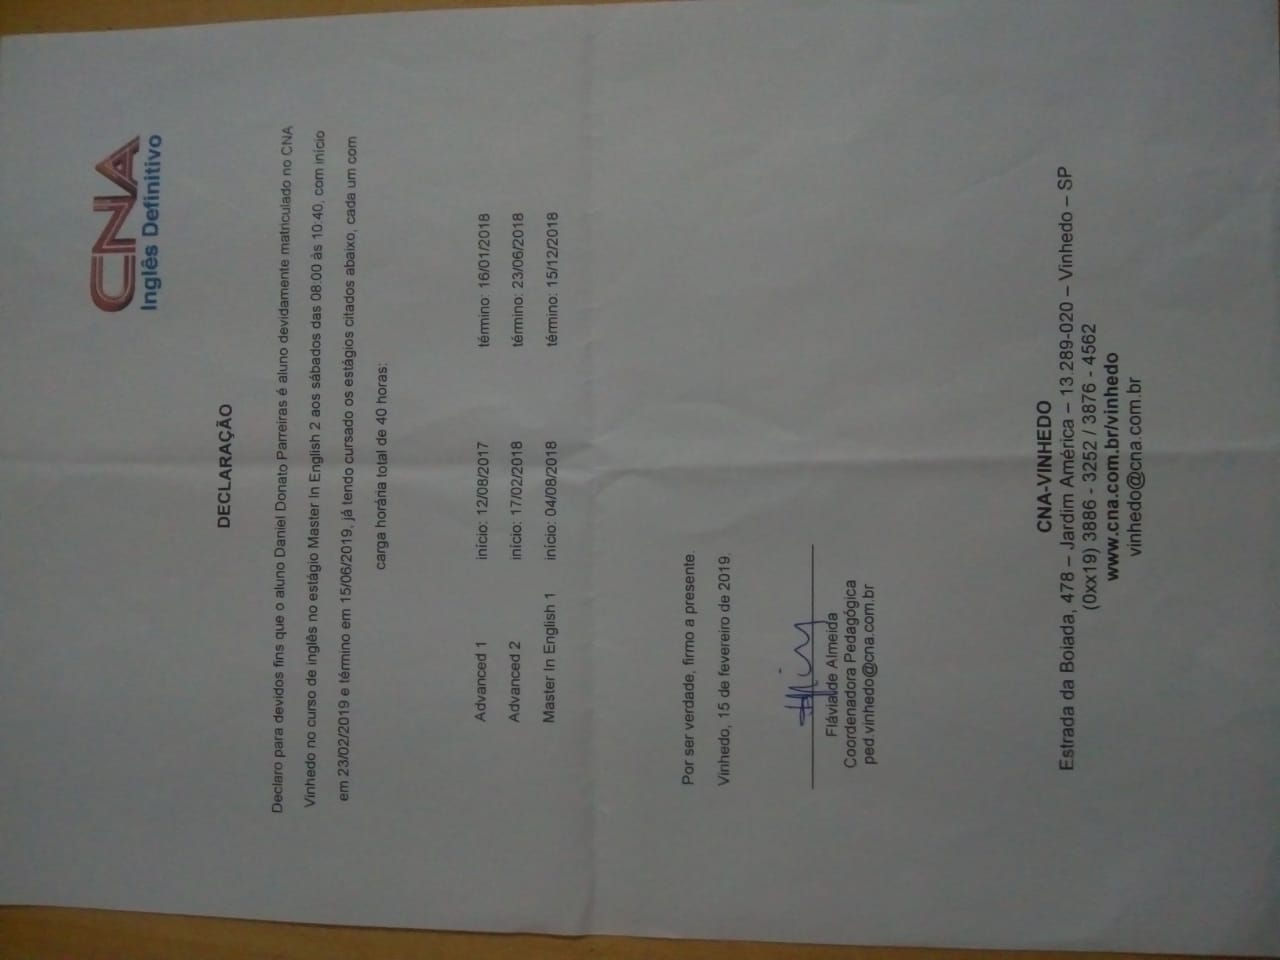 CNA
Inglês Definitivo
DECLARAÇÃO
Declaro para devidos fins que o aluno Daniel Donato Parreiras é aluno devidamente matriculado no CNA
Vinhedo no curso de inglês no estágio Master In English 2 aos sábados das 08:00 às 10:40, com início
em 23/02/2019 e término em 15/06/2019, já tendo cursado os estágios citados abaixo, cada um com
carga horária total de 40 horas:
Advanced 1 início: 12/08/2017 término: 16/01/2018
Advanced 2 início: 17/02/2018 término: 23/06/2018
Master In English 1 início: 04/08/2018 término: 15/12/2018
Por ser verdade, firmo a presente.
Vinhedo, 15 de fevereiro de 2019.
Flávia de Almeida
Coordenadora Pedagógica
ped.vinhedo@cna.com.br
CNA-VINHEDO
Estrada da Boiada, 478 – Jardim América – 13.289-020 – Vinhedo – SP
(0xx19) 3886 - 3252 / 3876 - 4562
www.cna.com.br/vinhedo
vinhedo@cna.com.br